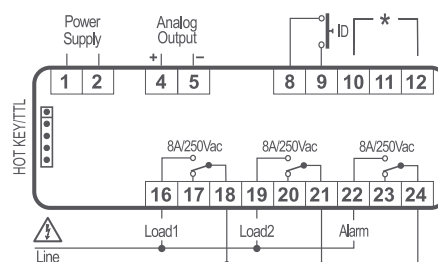 Power Supply
Analog Output
+ −
ID
*
1 2 4 5 8 9 10 11 12
HOT KEY/TTL
8A/250Vac 8A/250Vac 8A/250Vac
16 17 18 19 20 21 22 23 24
Load1 Load2 Alarm
Line